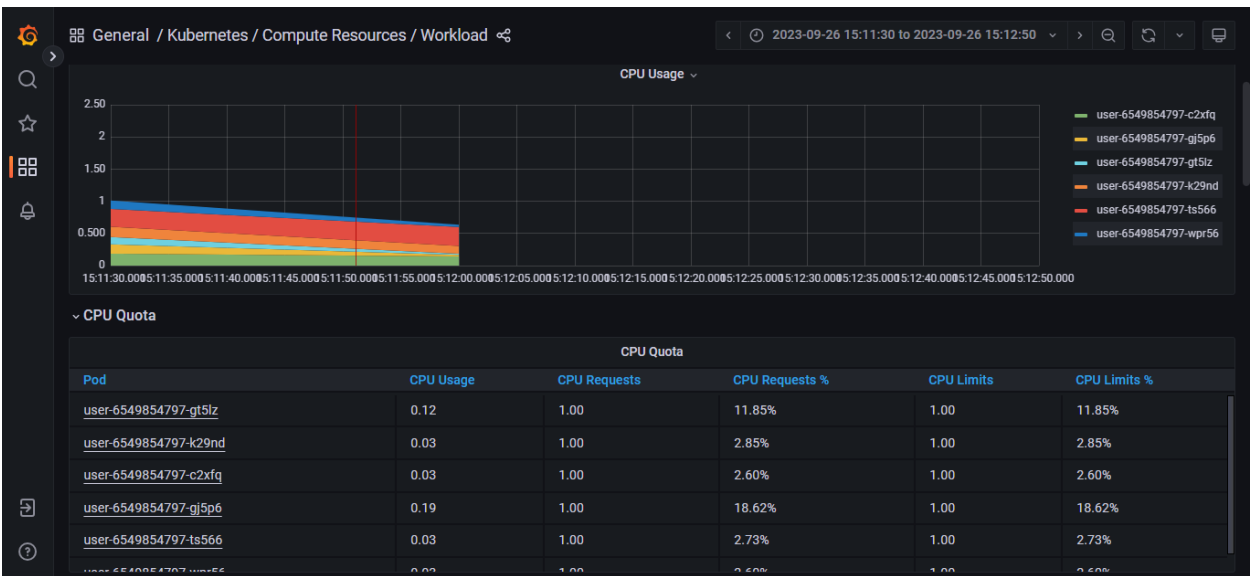 General / Kubernetes / Compute Resources / Workload
2023-09-26 15:11:30 to 2023-09-26 15:12:50
CPU Usage
2.50
2
1.50
1
0.500
0
15:11:30.000 15:11:35.000 15:11:40.000 15:11:45.000 15:11:50.000 15:11:55.000 15:12:00.000 15:12:05.000 15:12:10.000 15:12:15.000 15:12:20.000 15:12:25.000 15:12:30.000 15:12:35.000 15:12:40.000 15:12:45.000 15:12:50.000
user-6549854797-c2xfq
user-6549854797-gj5p6
user-6549854797-gt5lz
user-6549854797-k29nd
user-6549854797-ts566
user-6549854797-wpr56
CPU Quota
CPU Quota
Pod CPU Usage CPU Requests CPU Requests % CPU Limits CPU Limits %
user-6549854797-gt5lz 0.12 1.00 11.85% 1.00 11.85%
user-6549854797-k29nd 0.03 1.00 2.85% 1.00 2.85%
user-6549854797-c2xfq 0.03 1.00 2.60% 1.00 2.60%
user-6549854797-gj5p6 0.19 1.00 18.62% 1.00 18.62%
user-6549854797-ts566 0.03 1.00 2.73% 1.00 2.73%